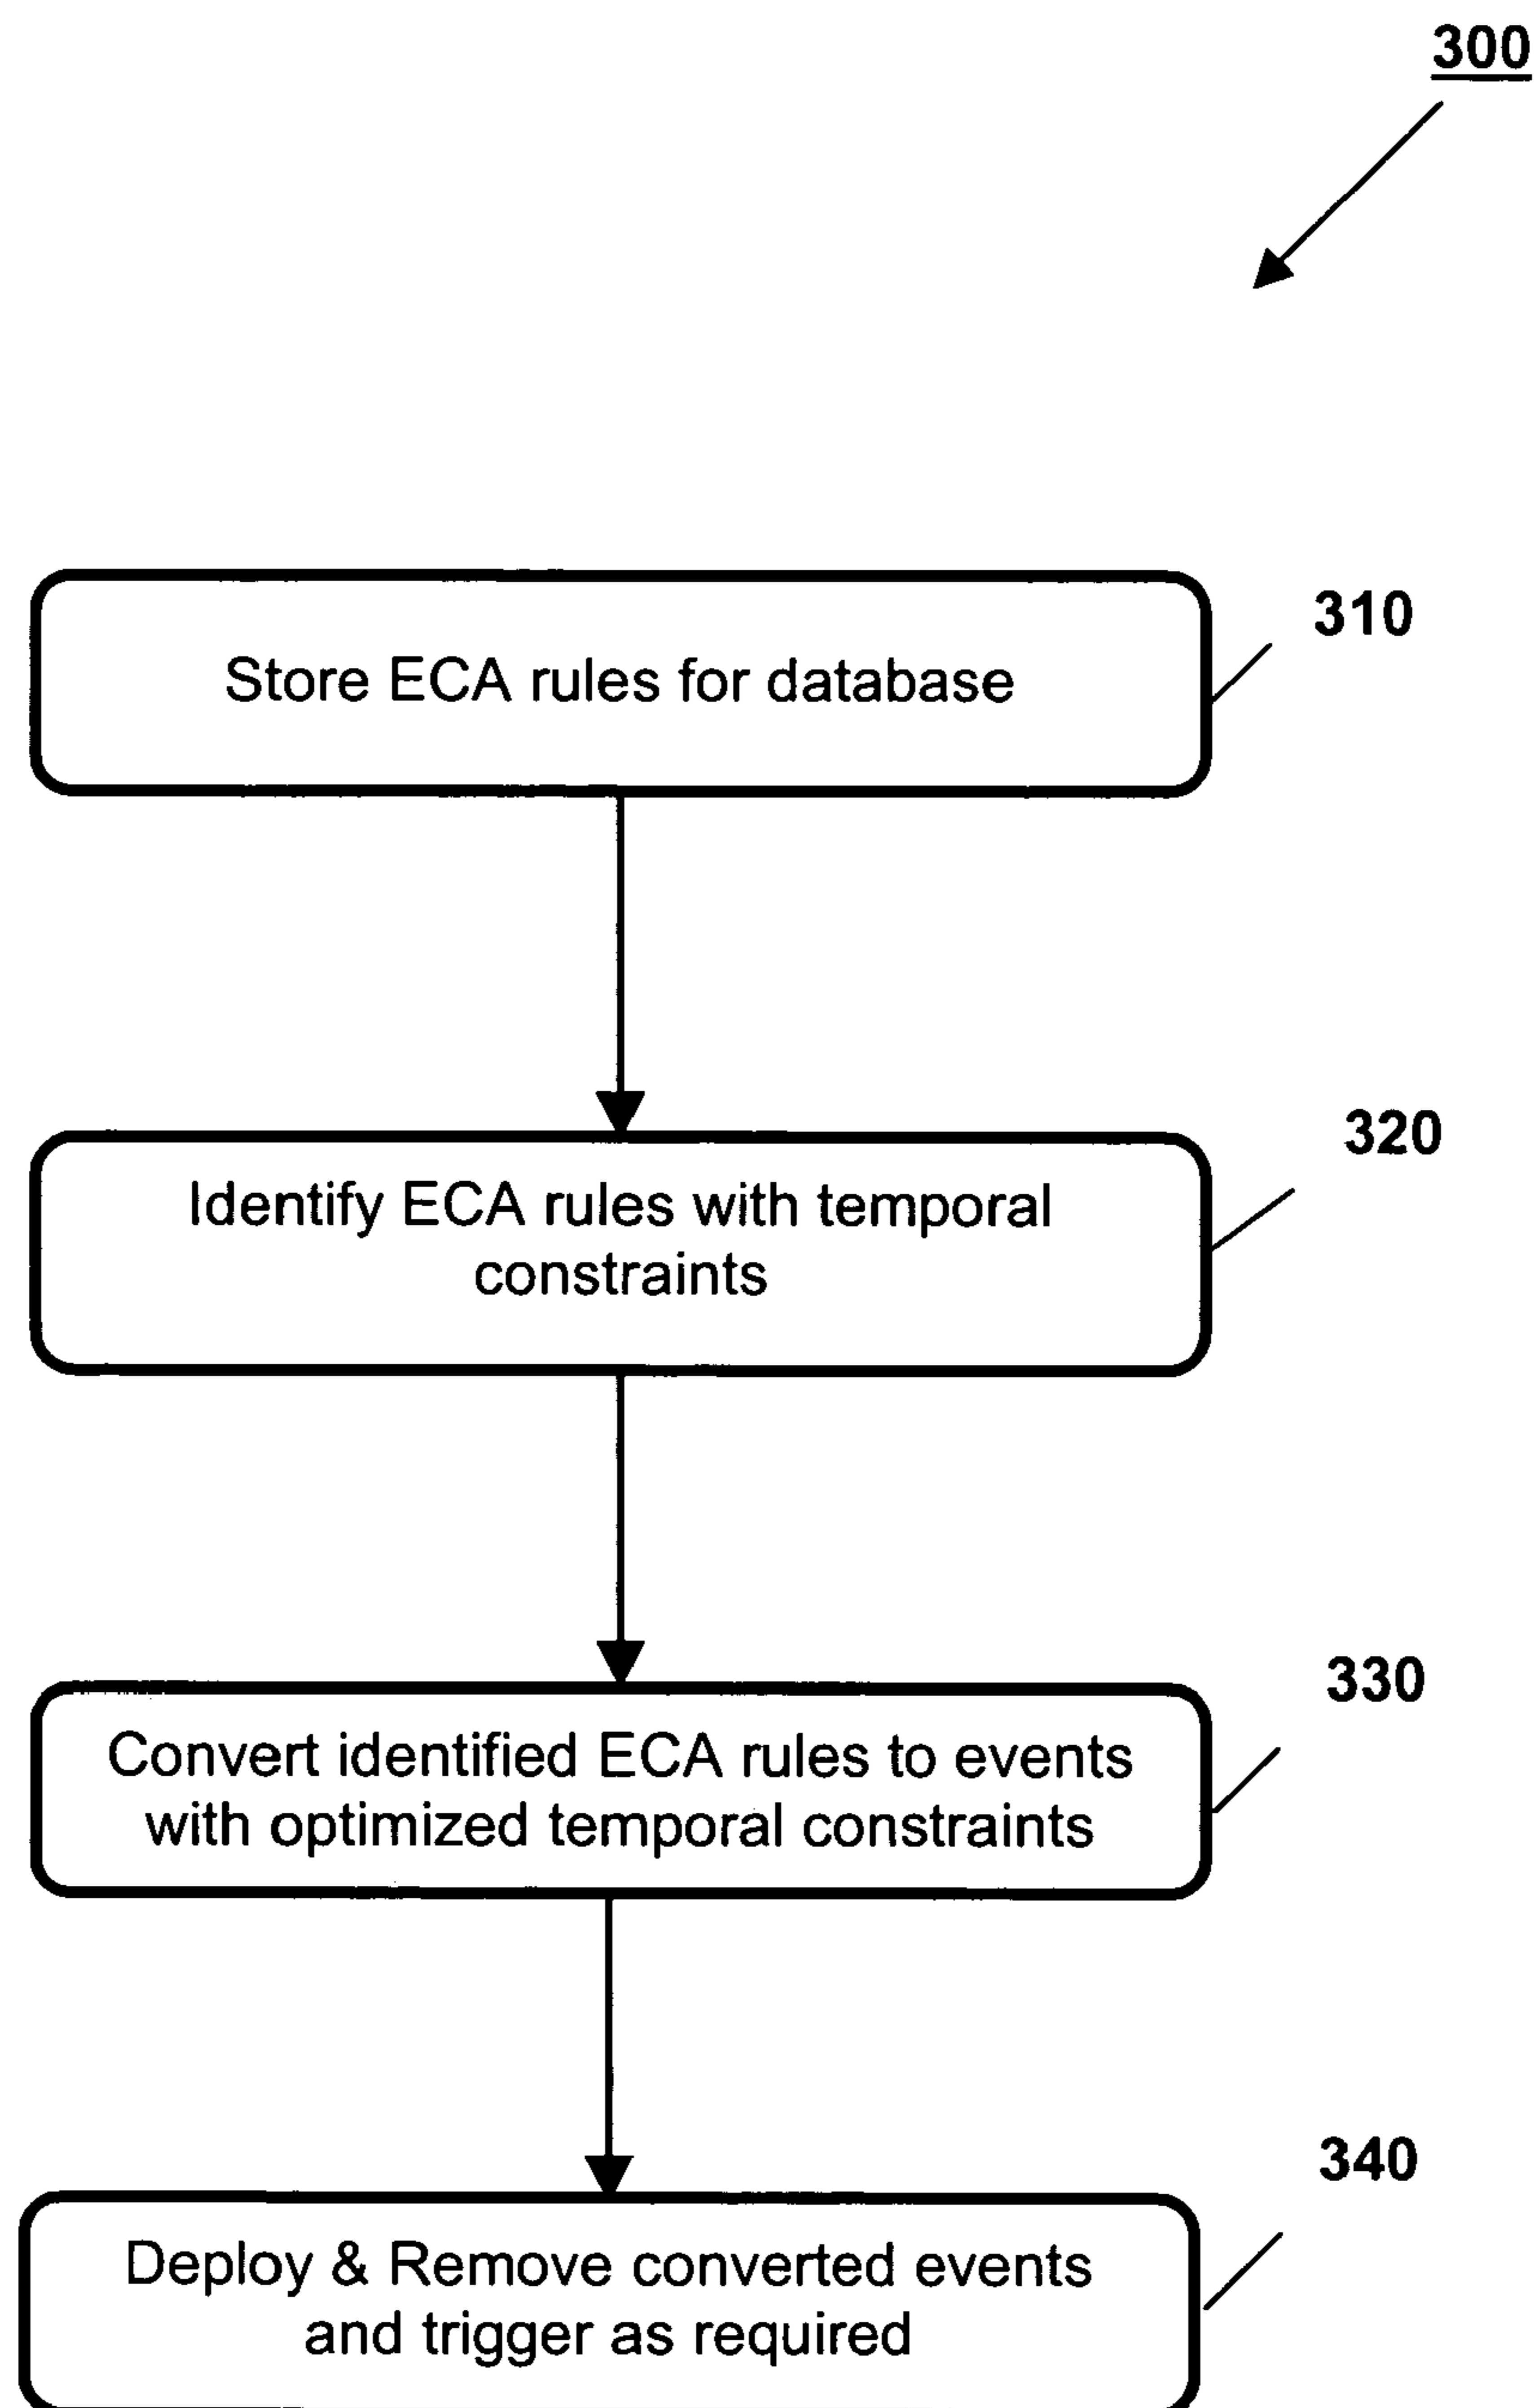 300
310
Store ECA rules for database
320
Identify ECA rules with temporal
constraints
330
Convert identified ECA rules to events
with optimized temporal constraints
340
Deploy & Remove converted events
and trigger as required